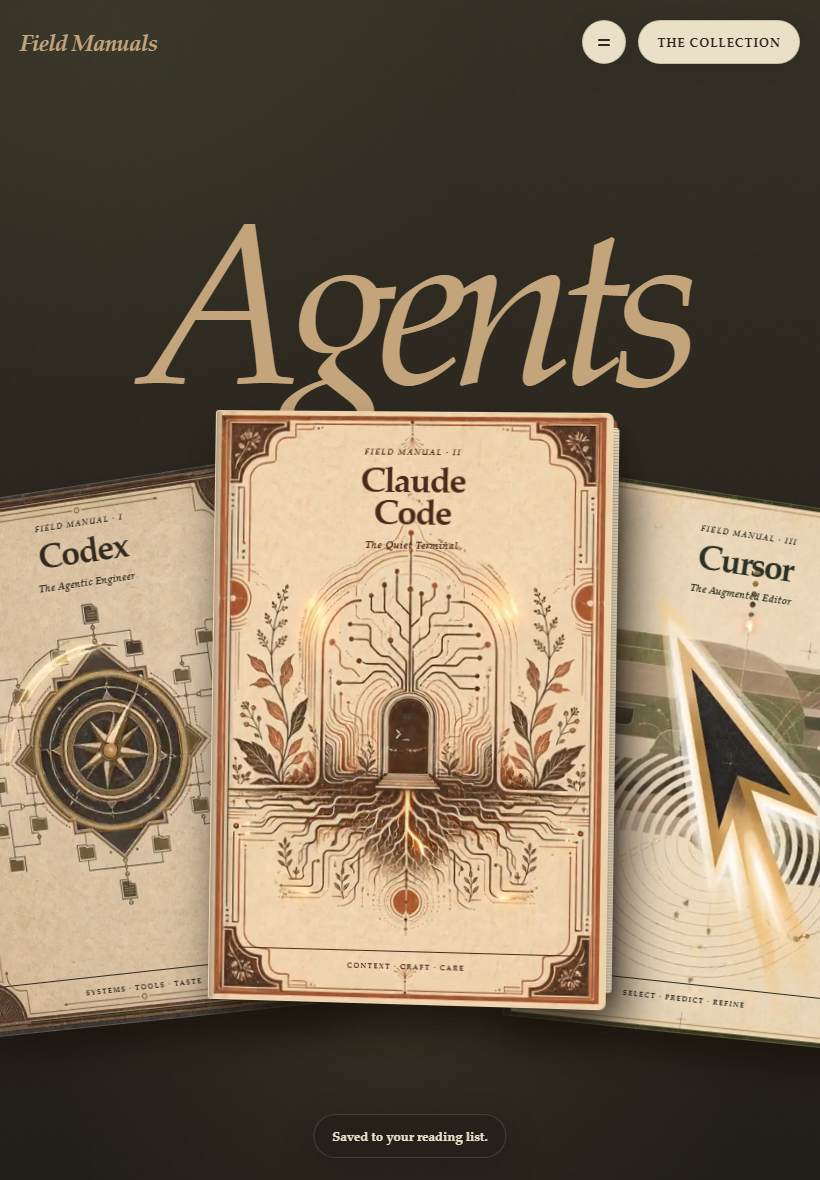 Field Manuals
THE COLLECTION
Agents
FIELD MANUAL · I
Codex
The Agentic Engineer
SYSTEMS · TOOLS · TASTE
FIELD MANUAL · II
Claude
Code
The Quiet Terminal
>_
CONTEXT · CRAFT · CARE
FIELD MANUAL · III
Cursor
The Augmented Editor
SELECT · PREDICT · REFINE
Saved to your reading list.